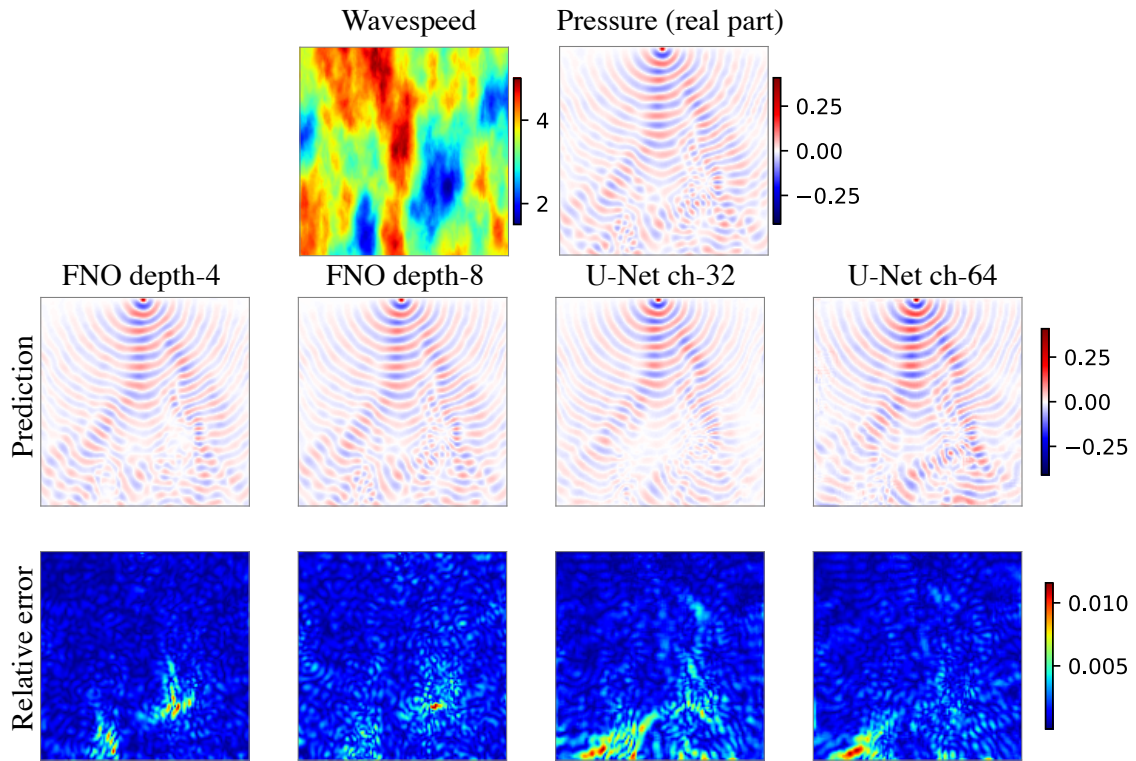 Wavespeed
Pressure (real part)
4
2
0.25
0.00
−0.25
FNO depth-4
FNO depth-8
U-Net ch-32
U-Net ch-64
Prediction
0.25
0.00
−0.25
Relative error
0.010
0.005